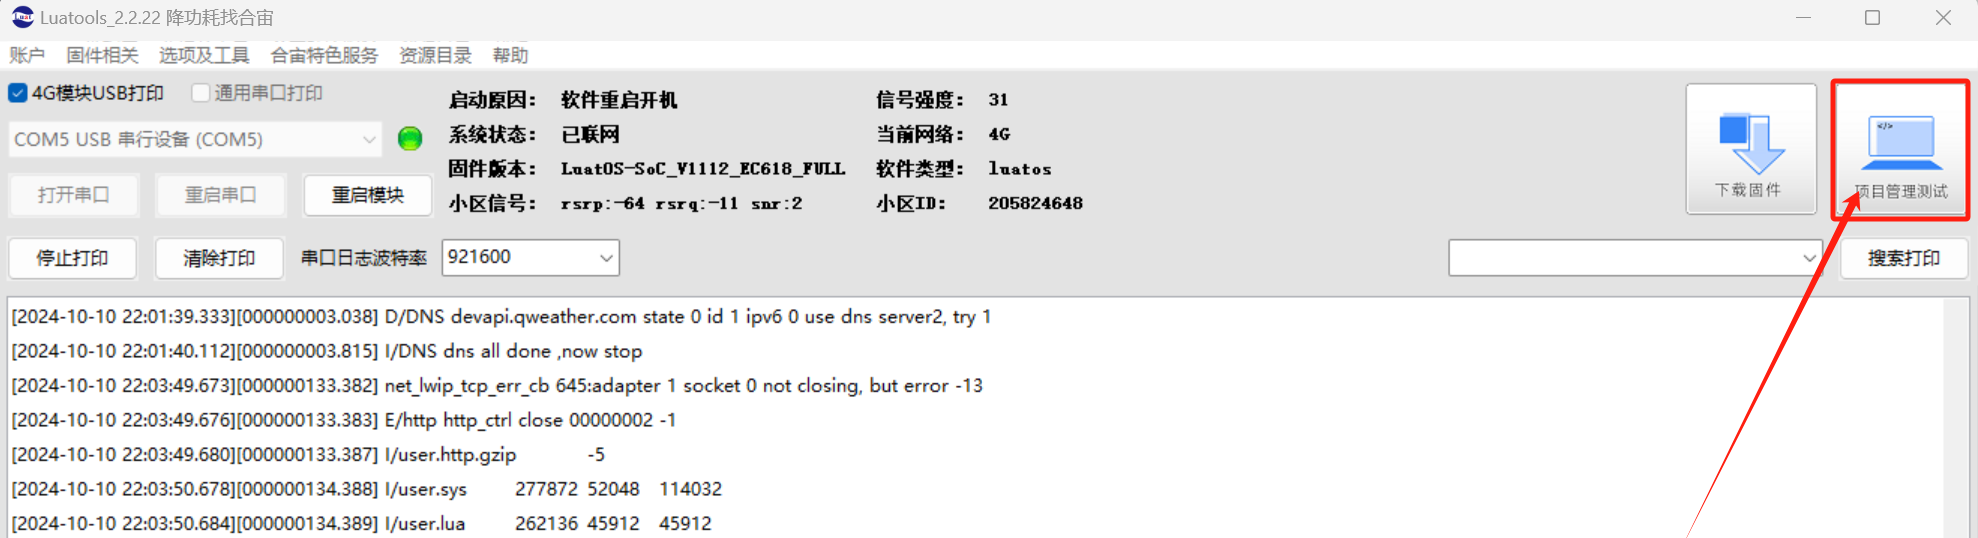 Luatools_2.2.22 降功耗找合宙
账户 固件相关 选项及工具 合宙特色服务 资源目录 帮助
4G模块USB打印 通用串口打印
COM5 USB 串行设备 (COM5)
打开串口 重启串口 重启模块
启动原因： 软件重启开机 信号强度： 31
系统状态： 已联网 当前网络： 4G
固件版本： LuatOS-SoC_V1112_EC618_FULL 软件类型： luatos
小区信号： rsrp:-64 rsrq:-11 snr:2 小区ID： 205824648
下载固件
项目管理测试
停止打印 清除打印 串口日志波特率 921600 搜索打印
[2024-10-10 22:01:39.333][000000003.038] D/DNS devapi.qweather.com state 0 id 1 ipv6 0 use dns server2, try 1
[2024-10-10 22:01:40.112][000000003.815] I/DNS dns all done ,now stop
[2024-10-10 22:03:49.673][000000133.382] net_lwip_tcp_err_cb 645:adapter 1 socket 0 not closing, but error -13
[2024-10-10 22:03:49.676][000000133.383] E/http http_ctrl close 00000002 -1
[2024-10-10 22:03:49.680][000000133.387] I/user.http.gzip -5
[2024-10-10 22:03:50.678][000000134.388] I/user.sys 277872 52048 114032
[2024-10-10 22:03:50.684][000000134.389] I/user.lua 262136 45912 45912